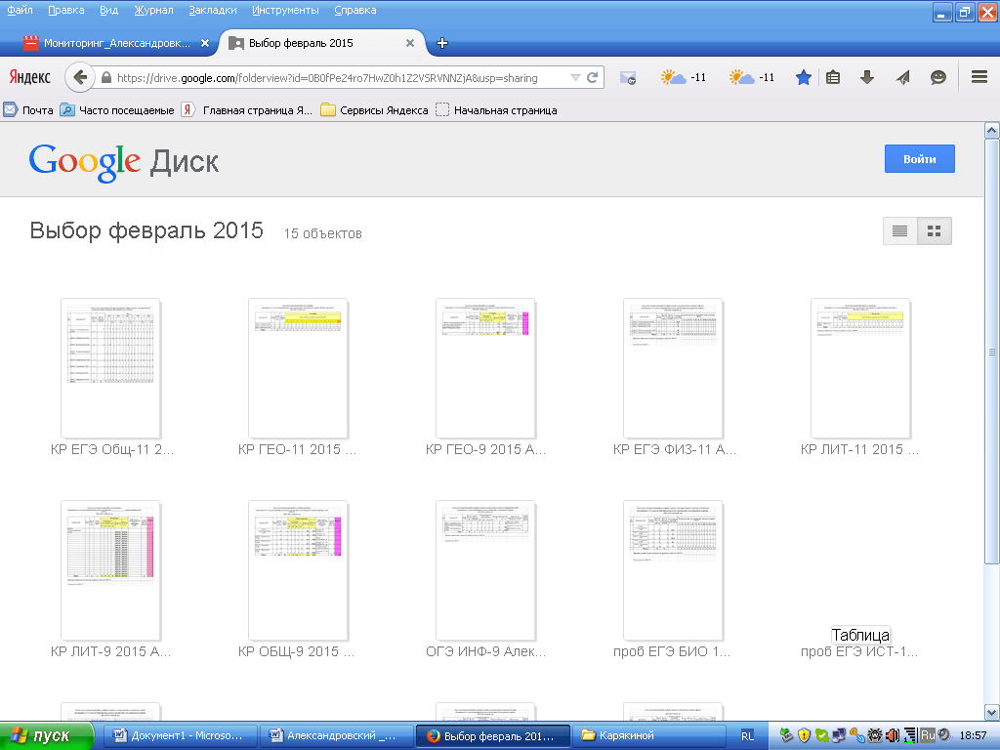 Файл Правка Вид Журнал Закладки Инструменты Справка
Мониторинг_Александровк... × Выбор февраль 2015 × +
Яндекс https://drive.google.com/folderview?id=0B0fPe24ro7HwZ0h1Z2VSRVNNZjA&usp=sharing -11 -11
Почта Часто посещаемые Я Главная страница Я... Сервисы Яндекса Начальная страница
Google Диск Войти
Выбор февраль 2015 15 объектов
КР ЕГЭ Общ-11 2... КР ГЕО-11 2015 ... КР ГЕО-9 2015 А... КР ЕГЭ ФИЗ-11 А... КР ЛИТ-11 2015 ...
Таблица
КР ЛИТ-9 2015 А... КР ОБЩ-9 2015 ... ОГЭ ИНФ-9 Алек... проб ЕГЭ БИО 1... проб ЕГЭ ИСТ-1...
пуск Документ1 - Microso... Александровский _... Выбор февраль 201... Карякиной RL Ru 18:57